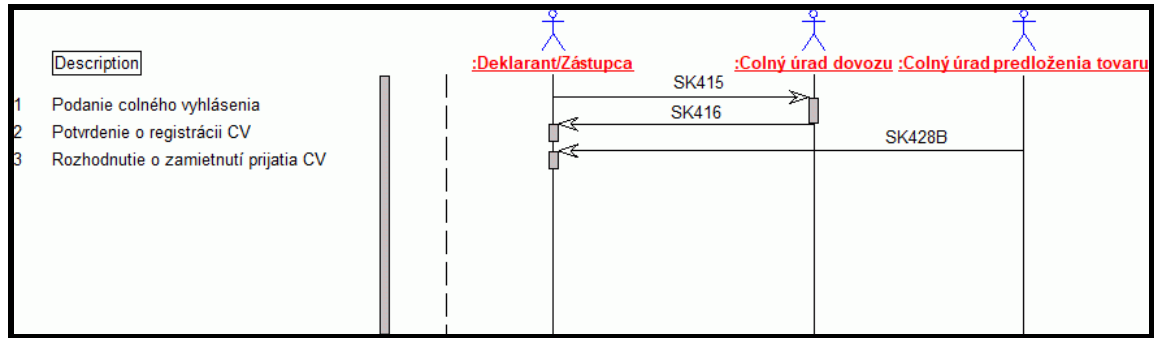 Description
:Deklarant/Zástupca
:Colný úrad dovozu
:Colný úrad predloženia tovaru
SK415
1 Podanie colného vyhlásenia
SK416
2 Potvrdenie o registrácii CV
SK428B
3 Rozhodnutie o zamietnutí prijatia CV